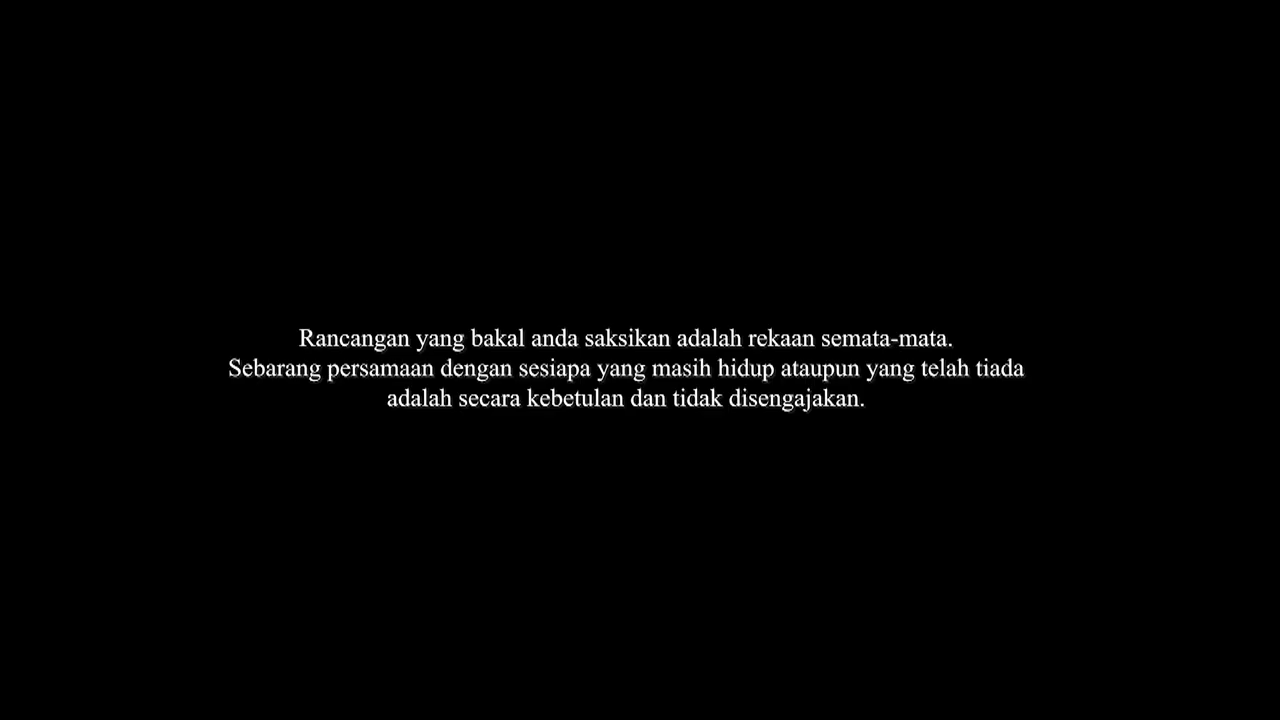 Rancangan yang bakal anda saksikan adalah rekaan semata-mata.
Sebarang persamaan dengan sesiapa yang masih hidup ataupun yang telah tiada
adalah secara kebetulan dan tidak disengajakan.